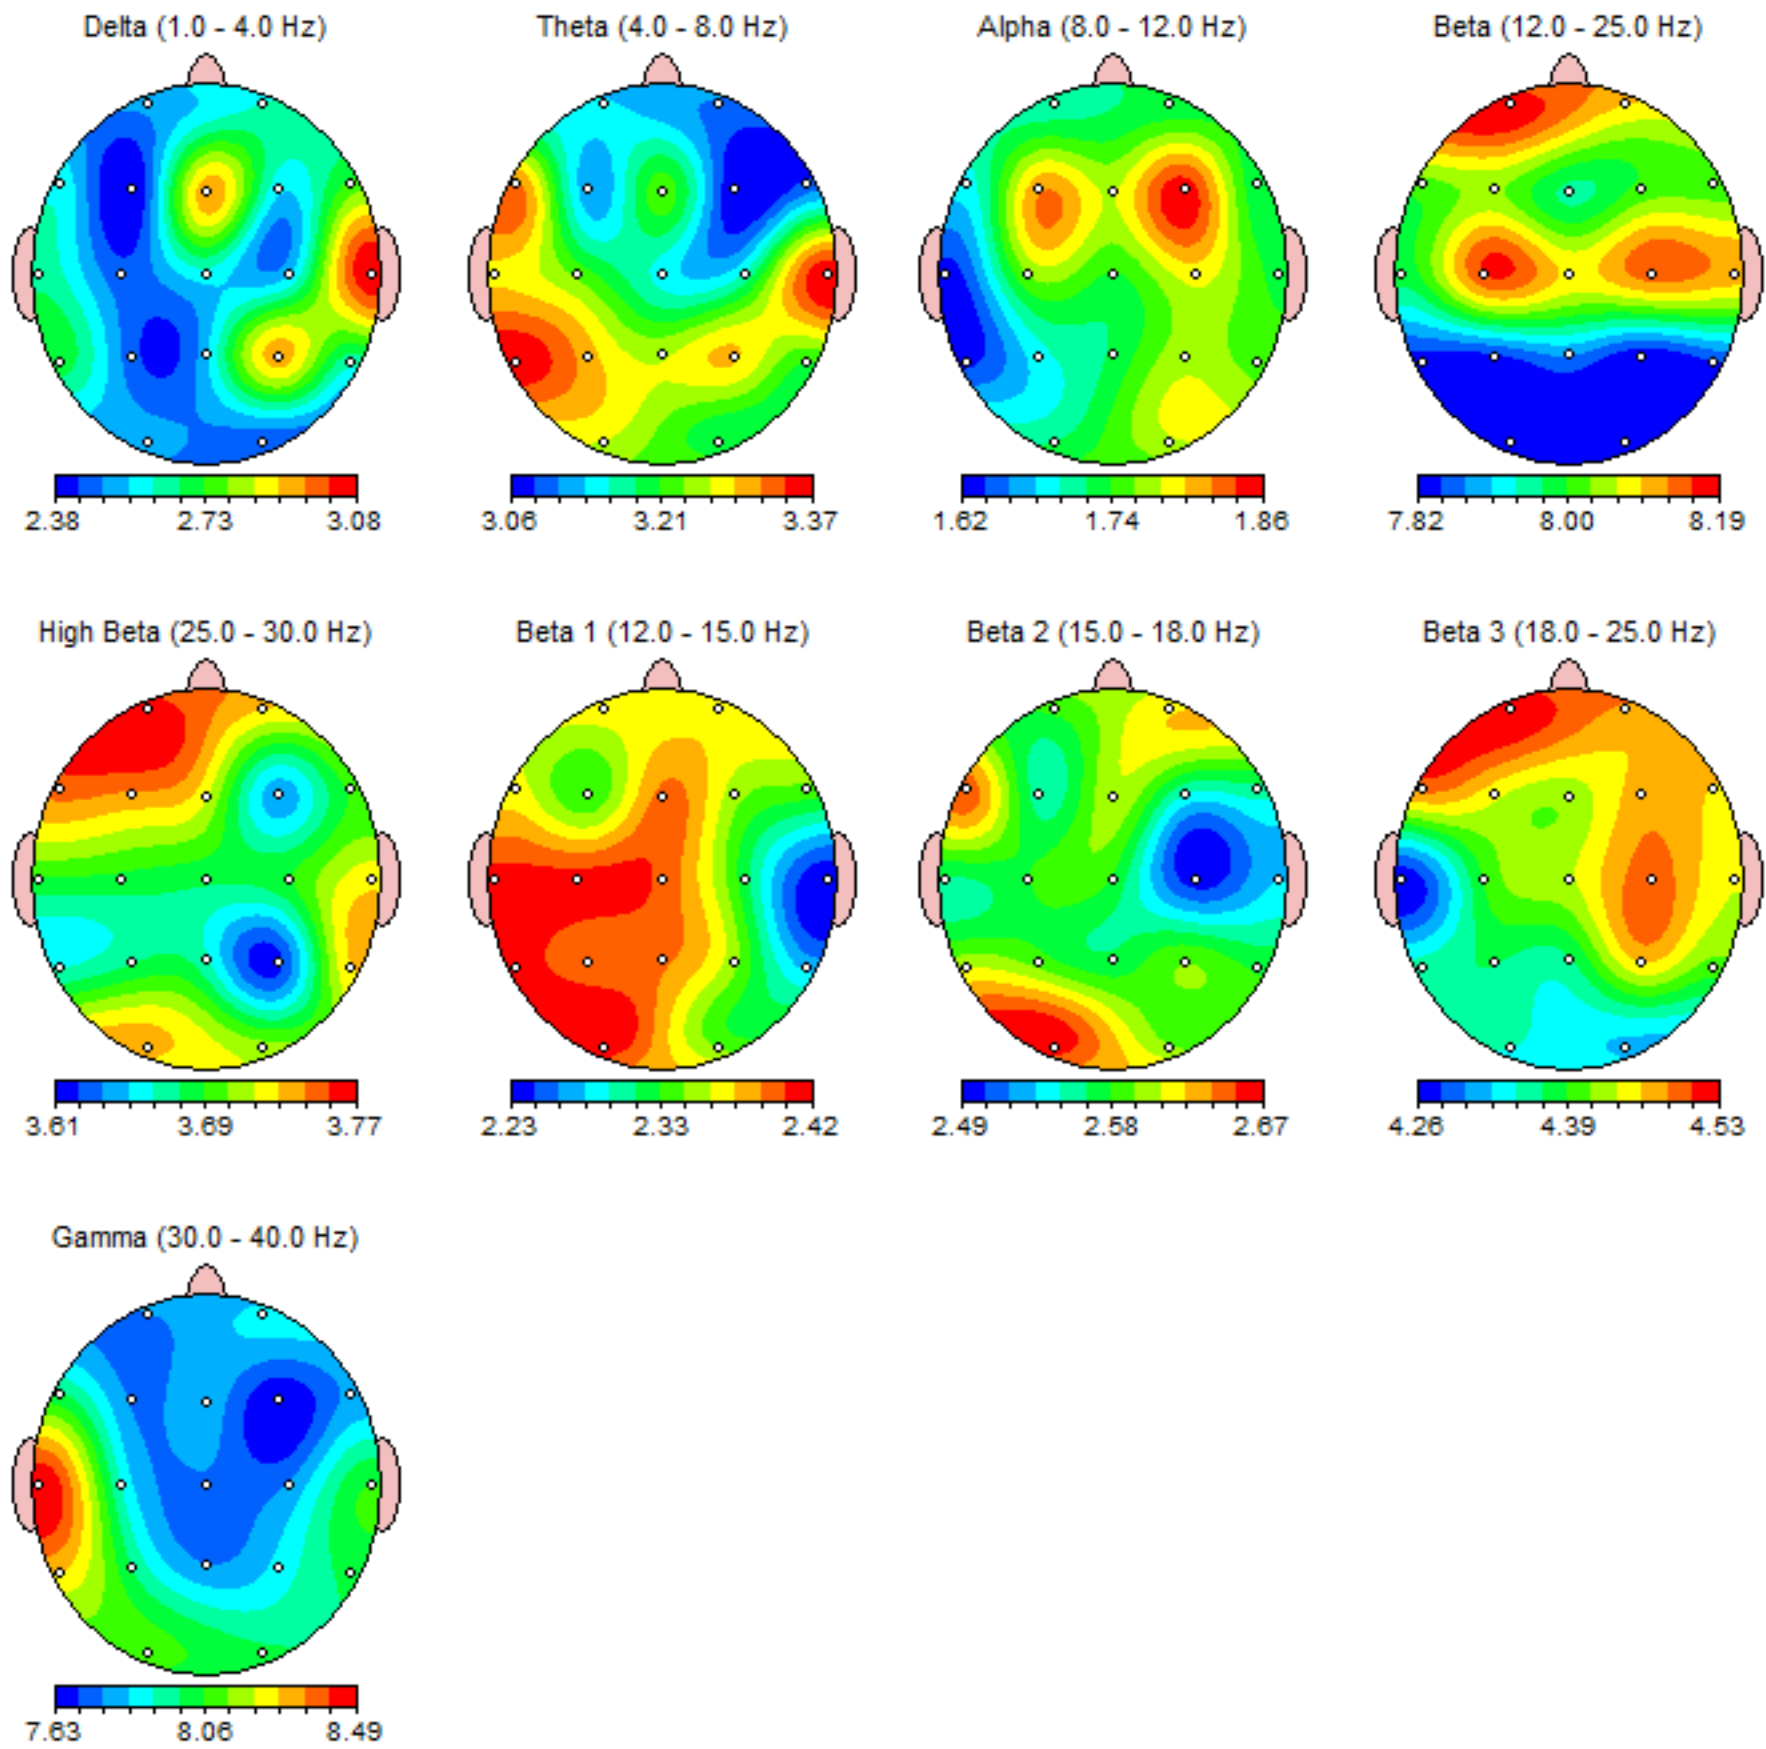 Delta (1.0 - 4.0 Hz)
Theta (4.0 - 8.0 Hz)
Alpha (8.0 - 12.0 Hz)
Beta (12.0 - 25.0 Hz)
2.38 2.73 3.08
3.06 3.21 3.37
1.62 1.74 1.86
7.82 8.00 8.19
High Beta (25.0 - 30.0 Hz)
Beta 1 (12.0 - 15.0 Hz)
Beta 2 (15.0 - 18.0 Hz)
Beta 3 (18.0 - 25.0 Hz)
3.61 3.69 3.77
2.23 2.33 2.42
2.49 2.58 2.67
4.26 4.39 4.53
Gamma (30.0 - 40.0 Hz)
7.63 8.06 8.49